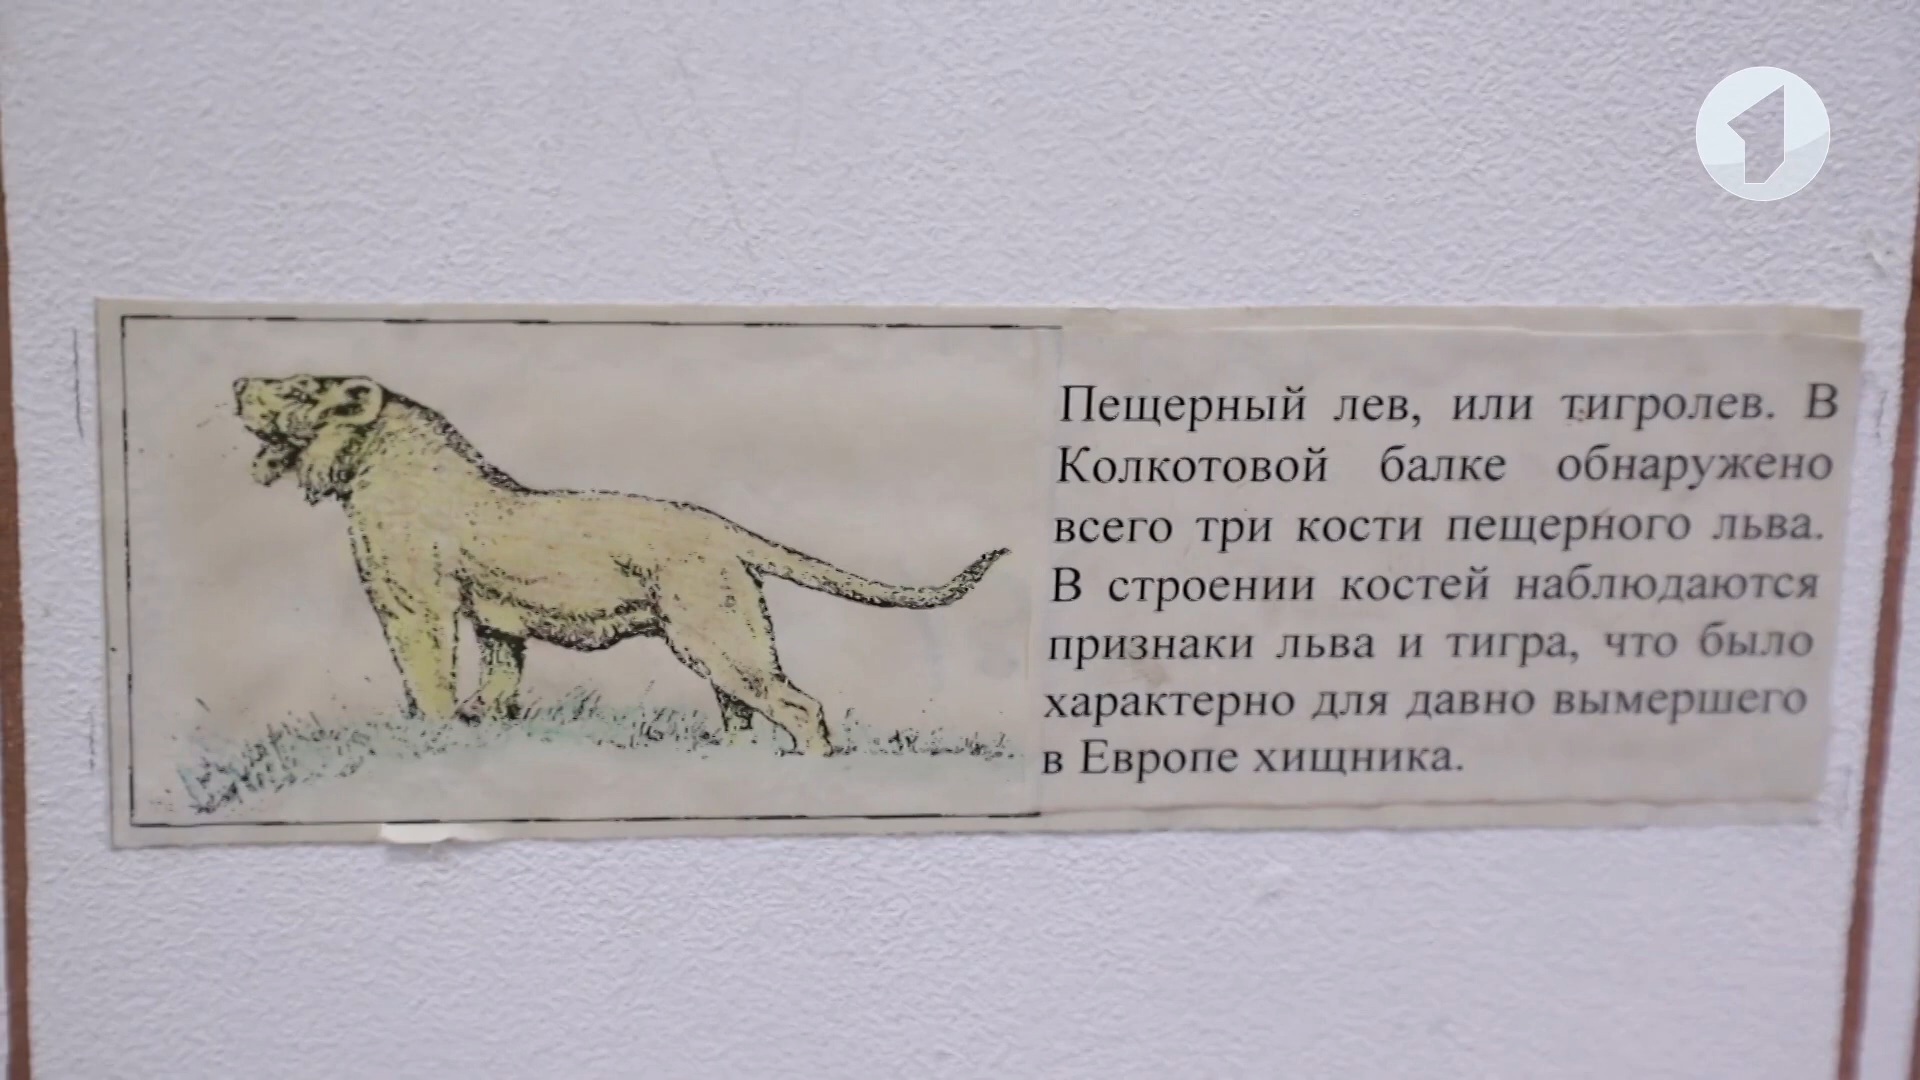 Пещерный лев, или тигролев. В
Колкотовой балке обнаружено
всего три кости пещерного льва.
В строении костей наблюдаются
признаки льва и тигра, что было
характерно для давно вымершего
в Европе хищника.